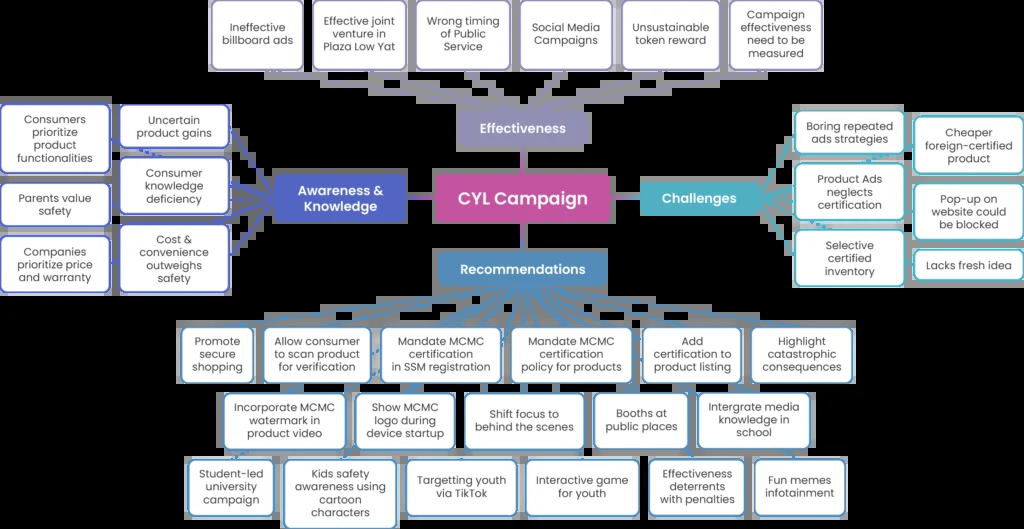 Ineffective
billboard ads
Effective joint
venture in
Plaza Low Yat
Wrong timing
of Public
Service
Social Media
Campaigns
Unsustainable
token reward
Campaign
effectiveness
need to be
measured
Effectiveness
Consumers
prioritize
product
functionalities
Uncertain
product gains
Parents value
safety
Consumer
knowledge
deficiency
Companies
prioritize price
and warranty
Cost &
convenience
outweighs
safety
Awareness &
Knowledge
CYL Campaign
Challenges
Boring repeated
ads strategies
Cheaper
foreign-certified
product
Product Ads
neglects
certification
Pop-up on
website could
be blocked
Selective
certified
inventory
Lacks fresh idea
Recommendations
Promote
secure
shopping
Allow consumer
to scan product
for verification
Mandate MCMC
certification
in SSM registration
Mandate MCMC
certification
policy for products
Add
certification to
product listing
Highlight
catastrophic
consequences
Incorporate MCMC
watermark in
product video
Show MCMC
logo during
device startup
Shift focus to
behind the scenes
Booths at
public places
Intergrate media
knowledge in
school
Student-led
university
campaign
Kids safety
awareness using
cartoon
characters
Targetting youth
via TikTok
Interactive game
for youth
Effectiveness
deterrents
with penalties
Fun memes
infotainment